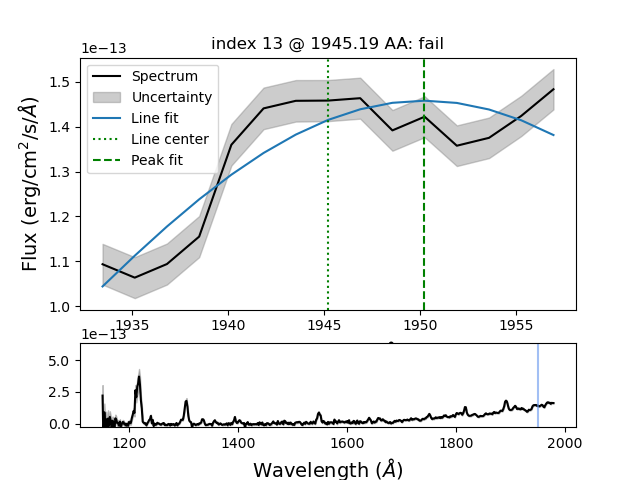 index 13 @ 1945.19 AA: fail
1e−13
Spectrum
Uncertainty
Line fit
Line center
Peak fit
Flux (erg/cm²/s/Å)
1.5
1.4
1.3
1.2
1.1
1.0
1935 1940 1945 1950 1955
1e−13
5.0
2.5
0.0
1200 1400 1600 1800 2000
Wavelength (Å)